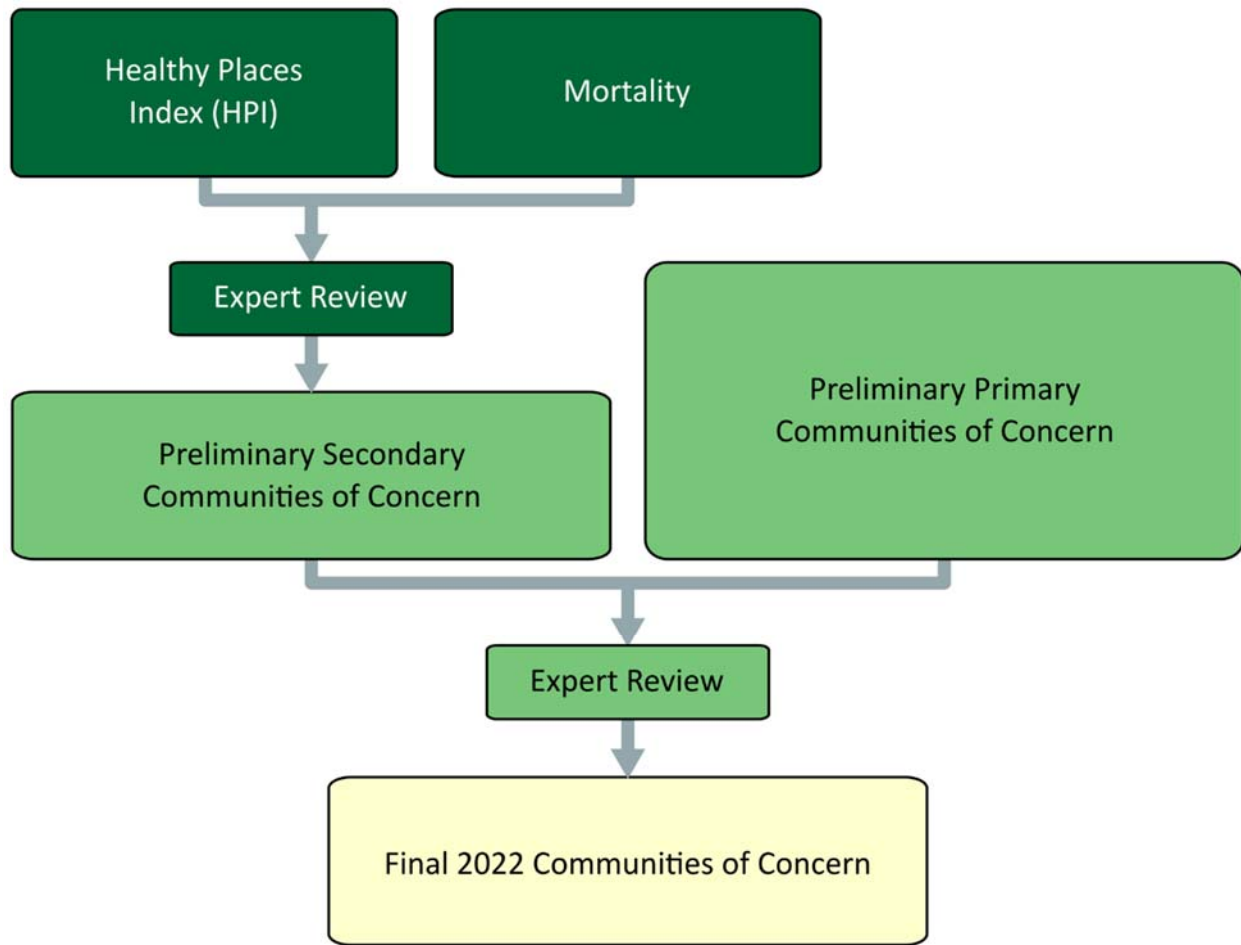 Healthy Places
Index (HPI)
Mortality
Expert Review
Preliminary Primary
Communities of Concern
Preliminary Secondary
Communities of Concern
Expert Review
Final 2022 Communities of Concern